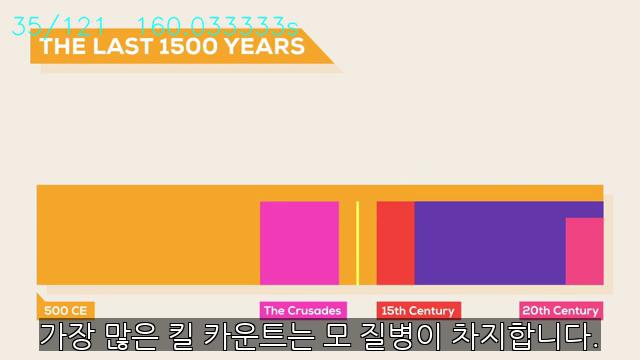 35/121 160.033333s
THE LAST 1500 YEARS
500 CE
The Crusades
15th Century
20th Century
가장 많은 킬 카운트는 모 질병이 차지합니다.